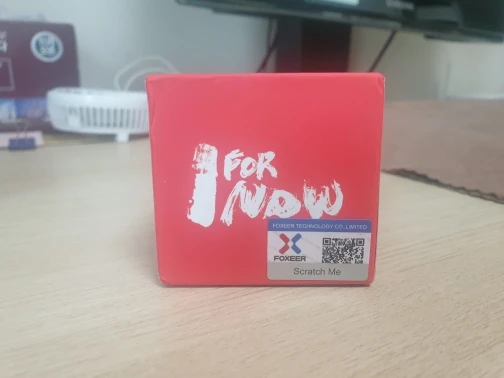 1 FOR
NOW
FOXEER TECHNOLOGY CO .,LIMITED
FOXEER
Scratch Me